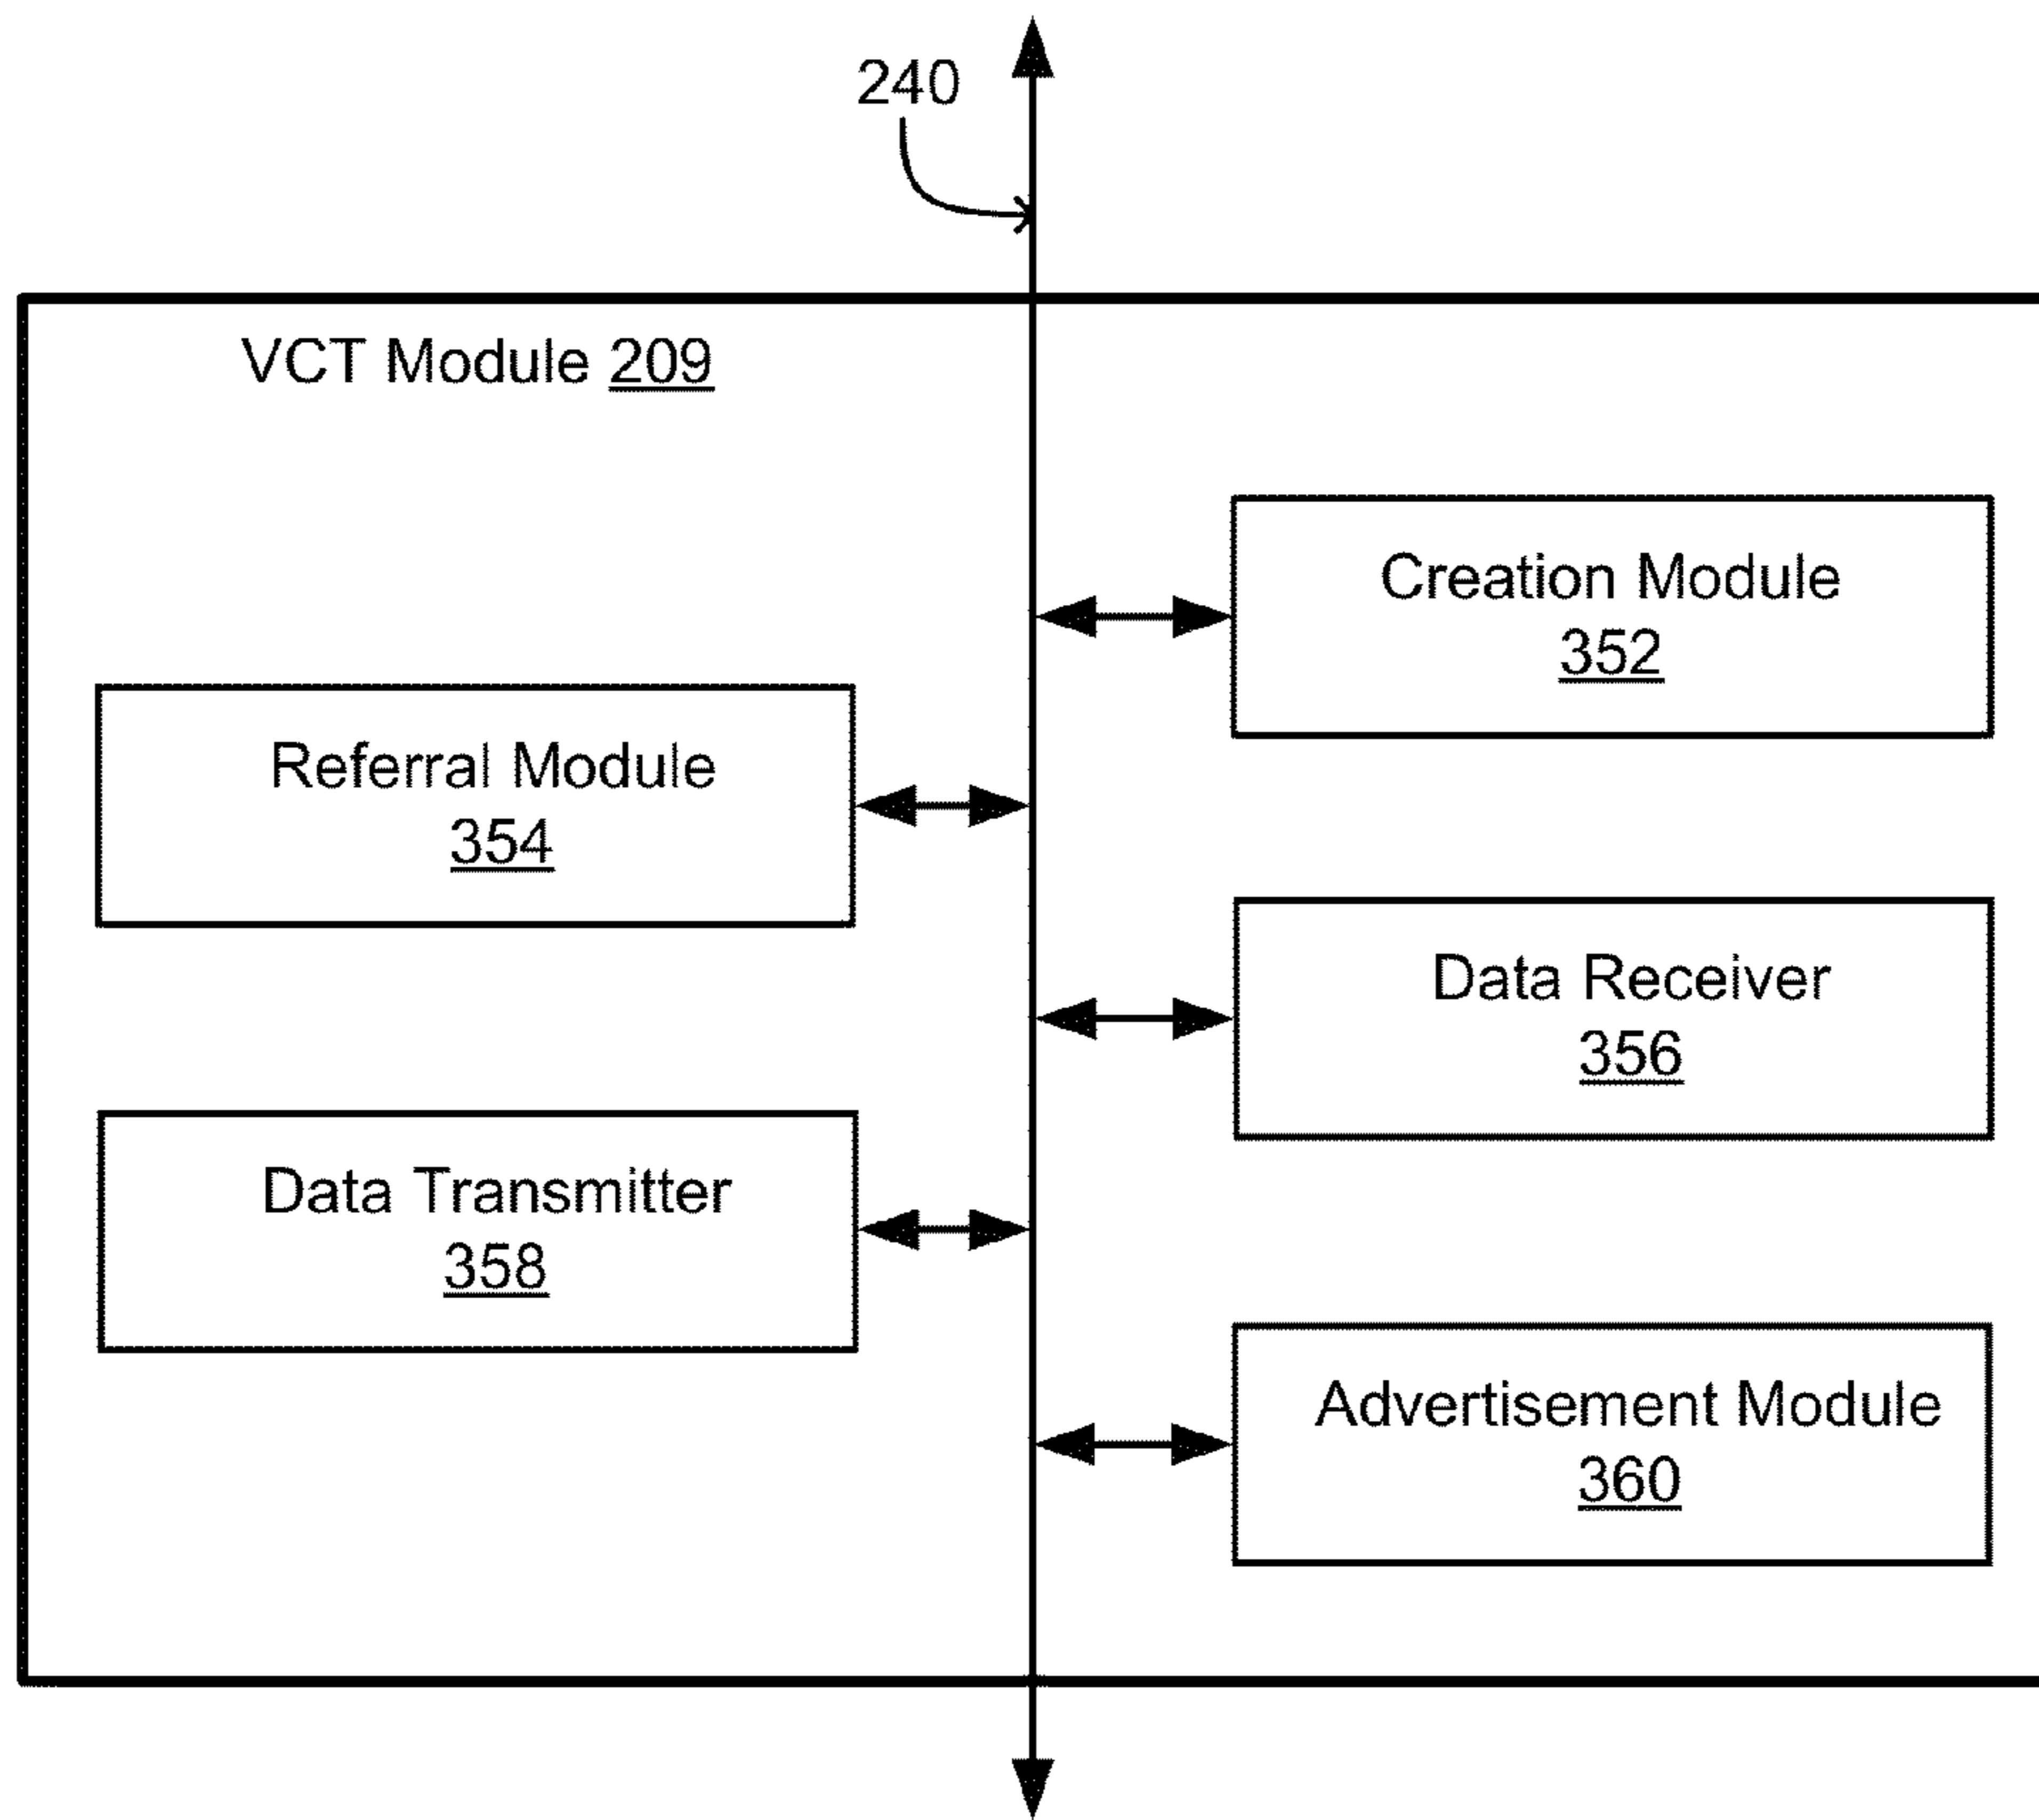 240
VCT Module 209
Creation Module
352
Referral Module
354
Data Receiver
356
Data Transmitter
358
Advertisement Module
360